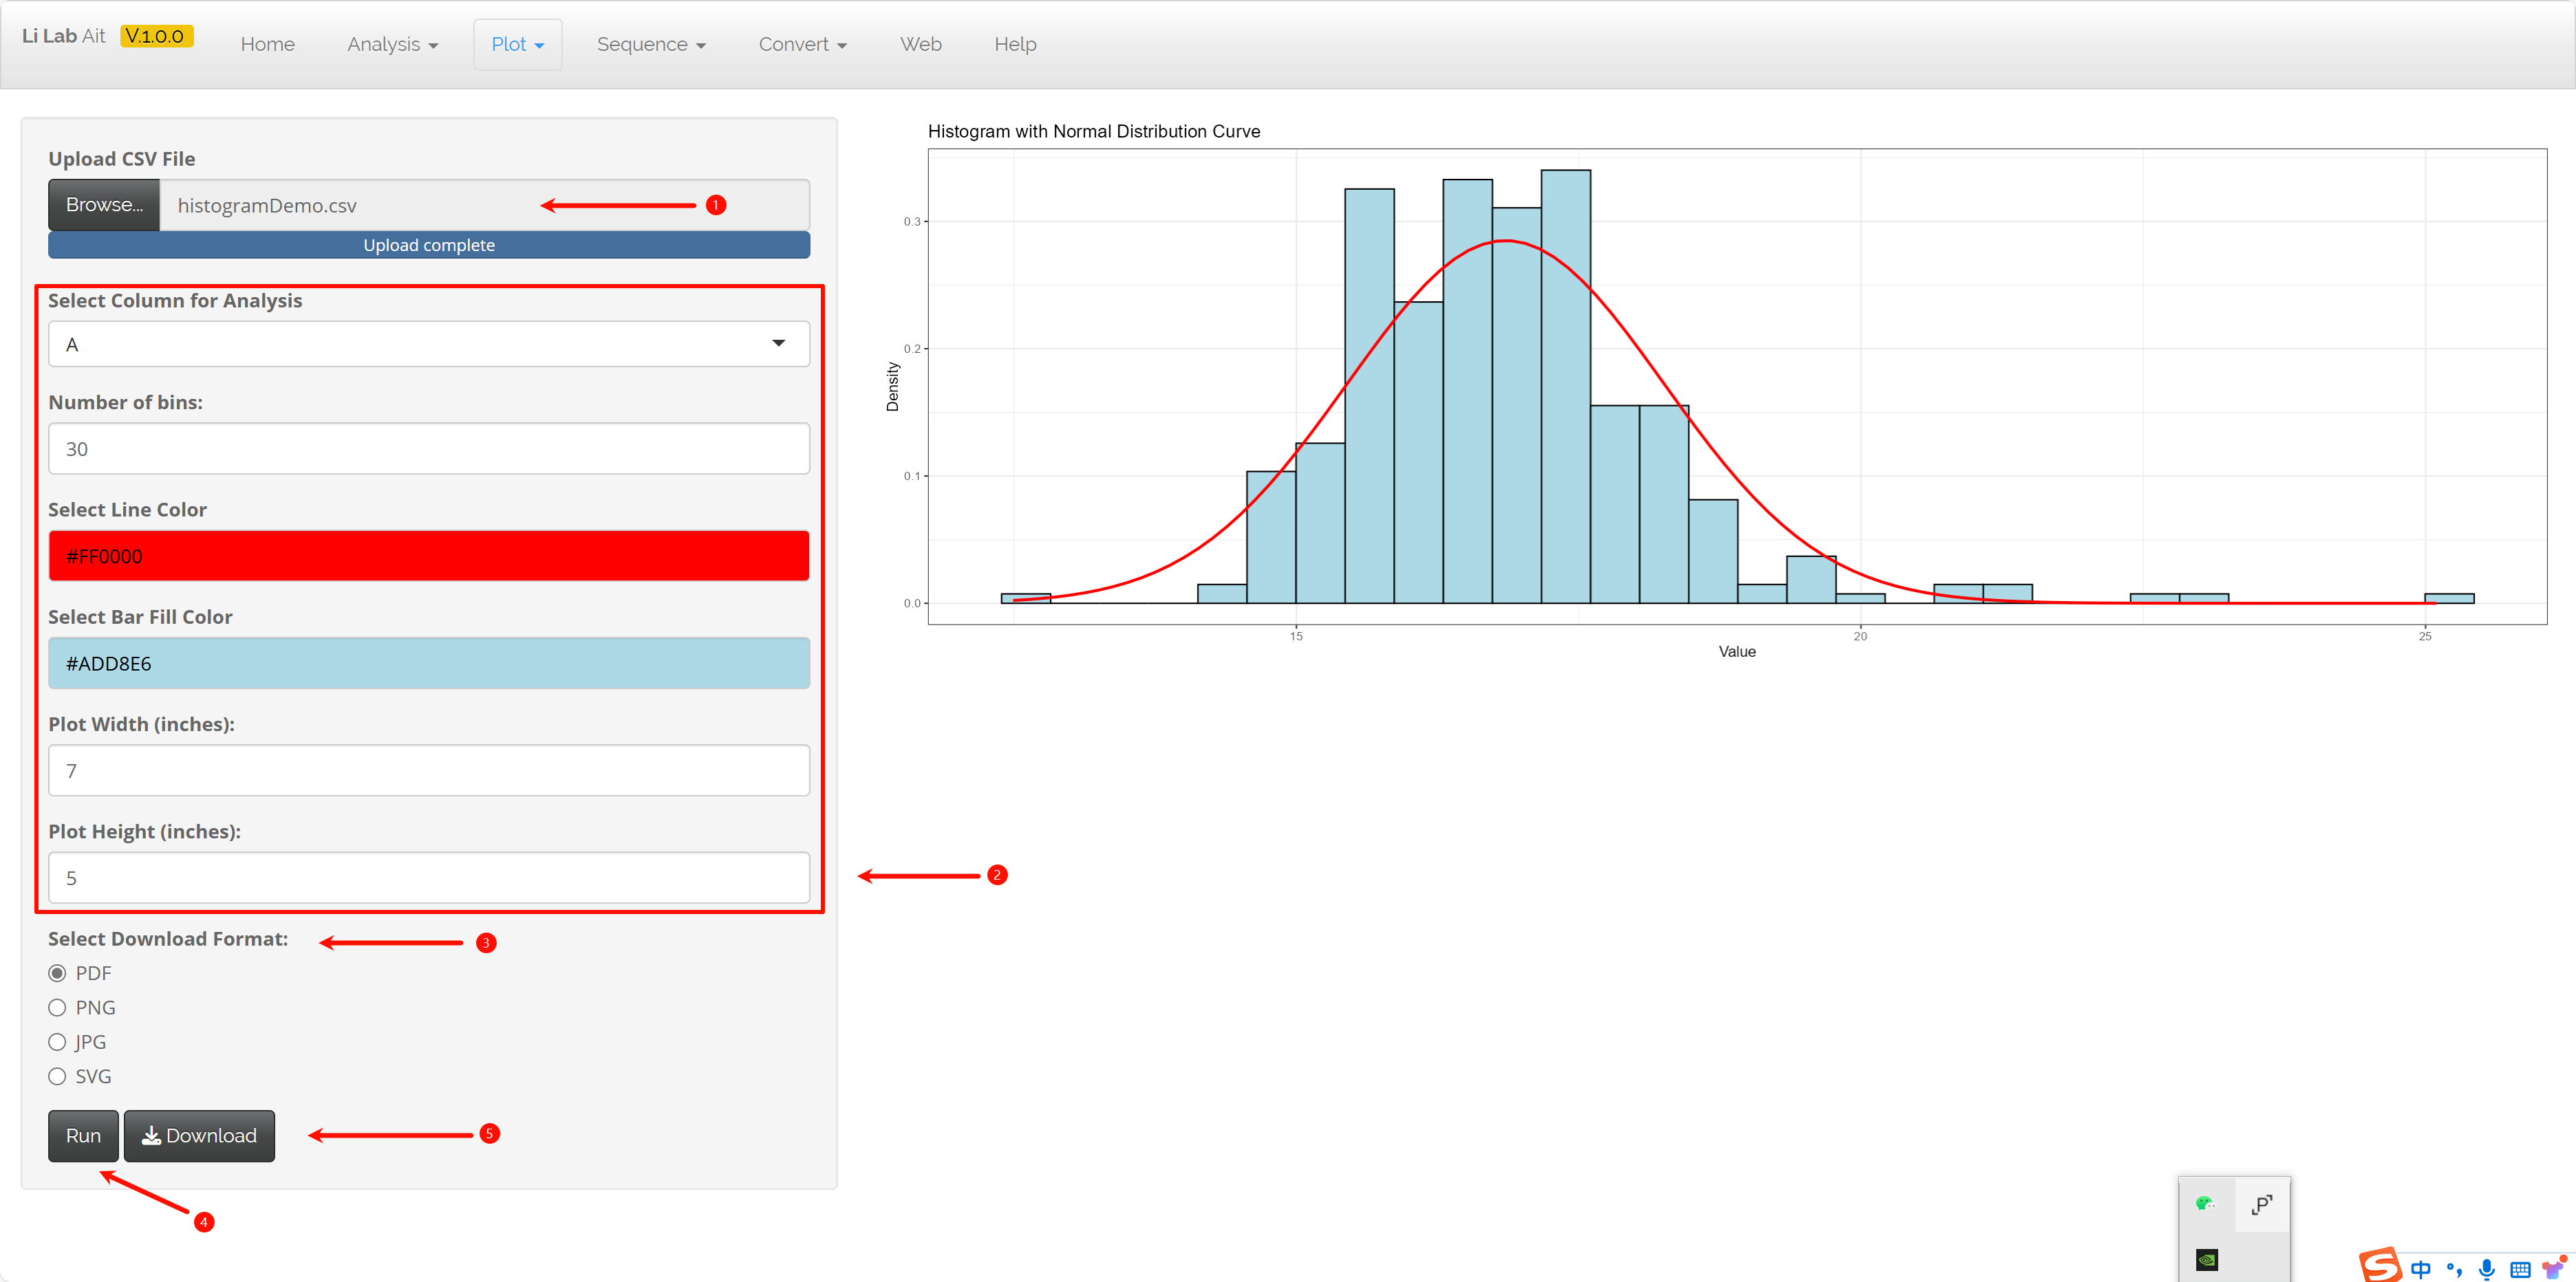 Li Lab Ait V.1.0.0 Home Analysis Plot Sequence Convert Web Help
Upload CSV File
Browse... histogramDemo.csv 1
Upload complete
Select Column for Analysis
A
Number of bins:
30
Select Line Color
#FF0000
Select Bar Fill Color
#ADD8E6
Plot Width (inches):
7
Plot Height (inches):
5
2
Select Download Format: 3
PDF
PNG
JPG
SVG
Run Download 5
4
Histogram with Normal Distribution Curve
0.3
0.2
0.1
0.0
Density
15 20 25
Value
P
S 中